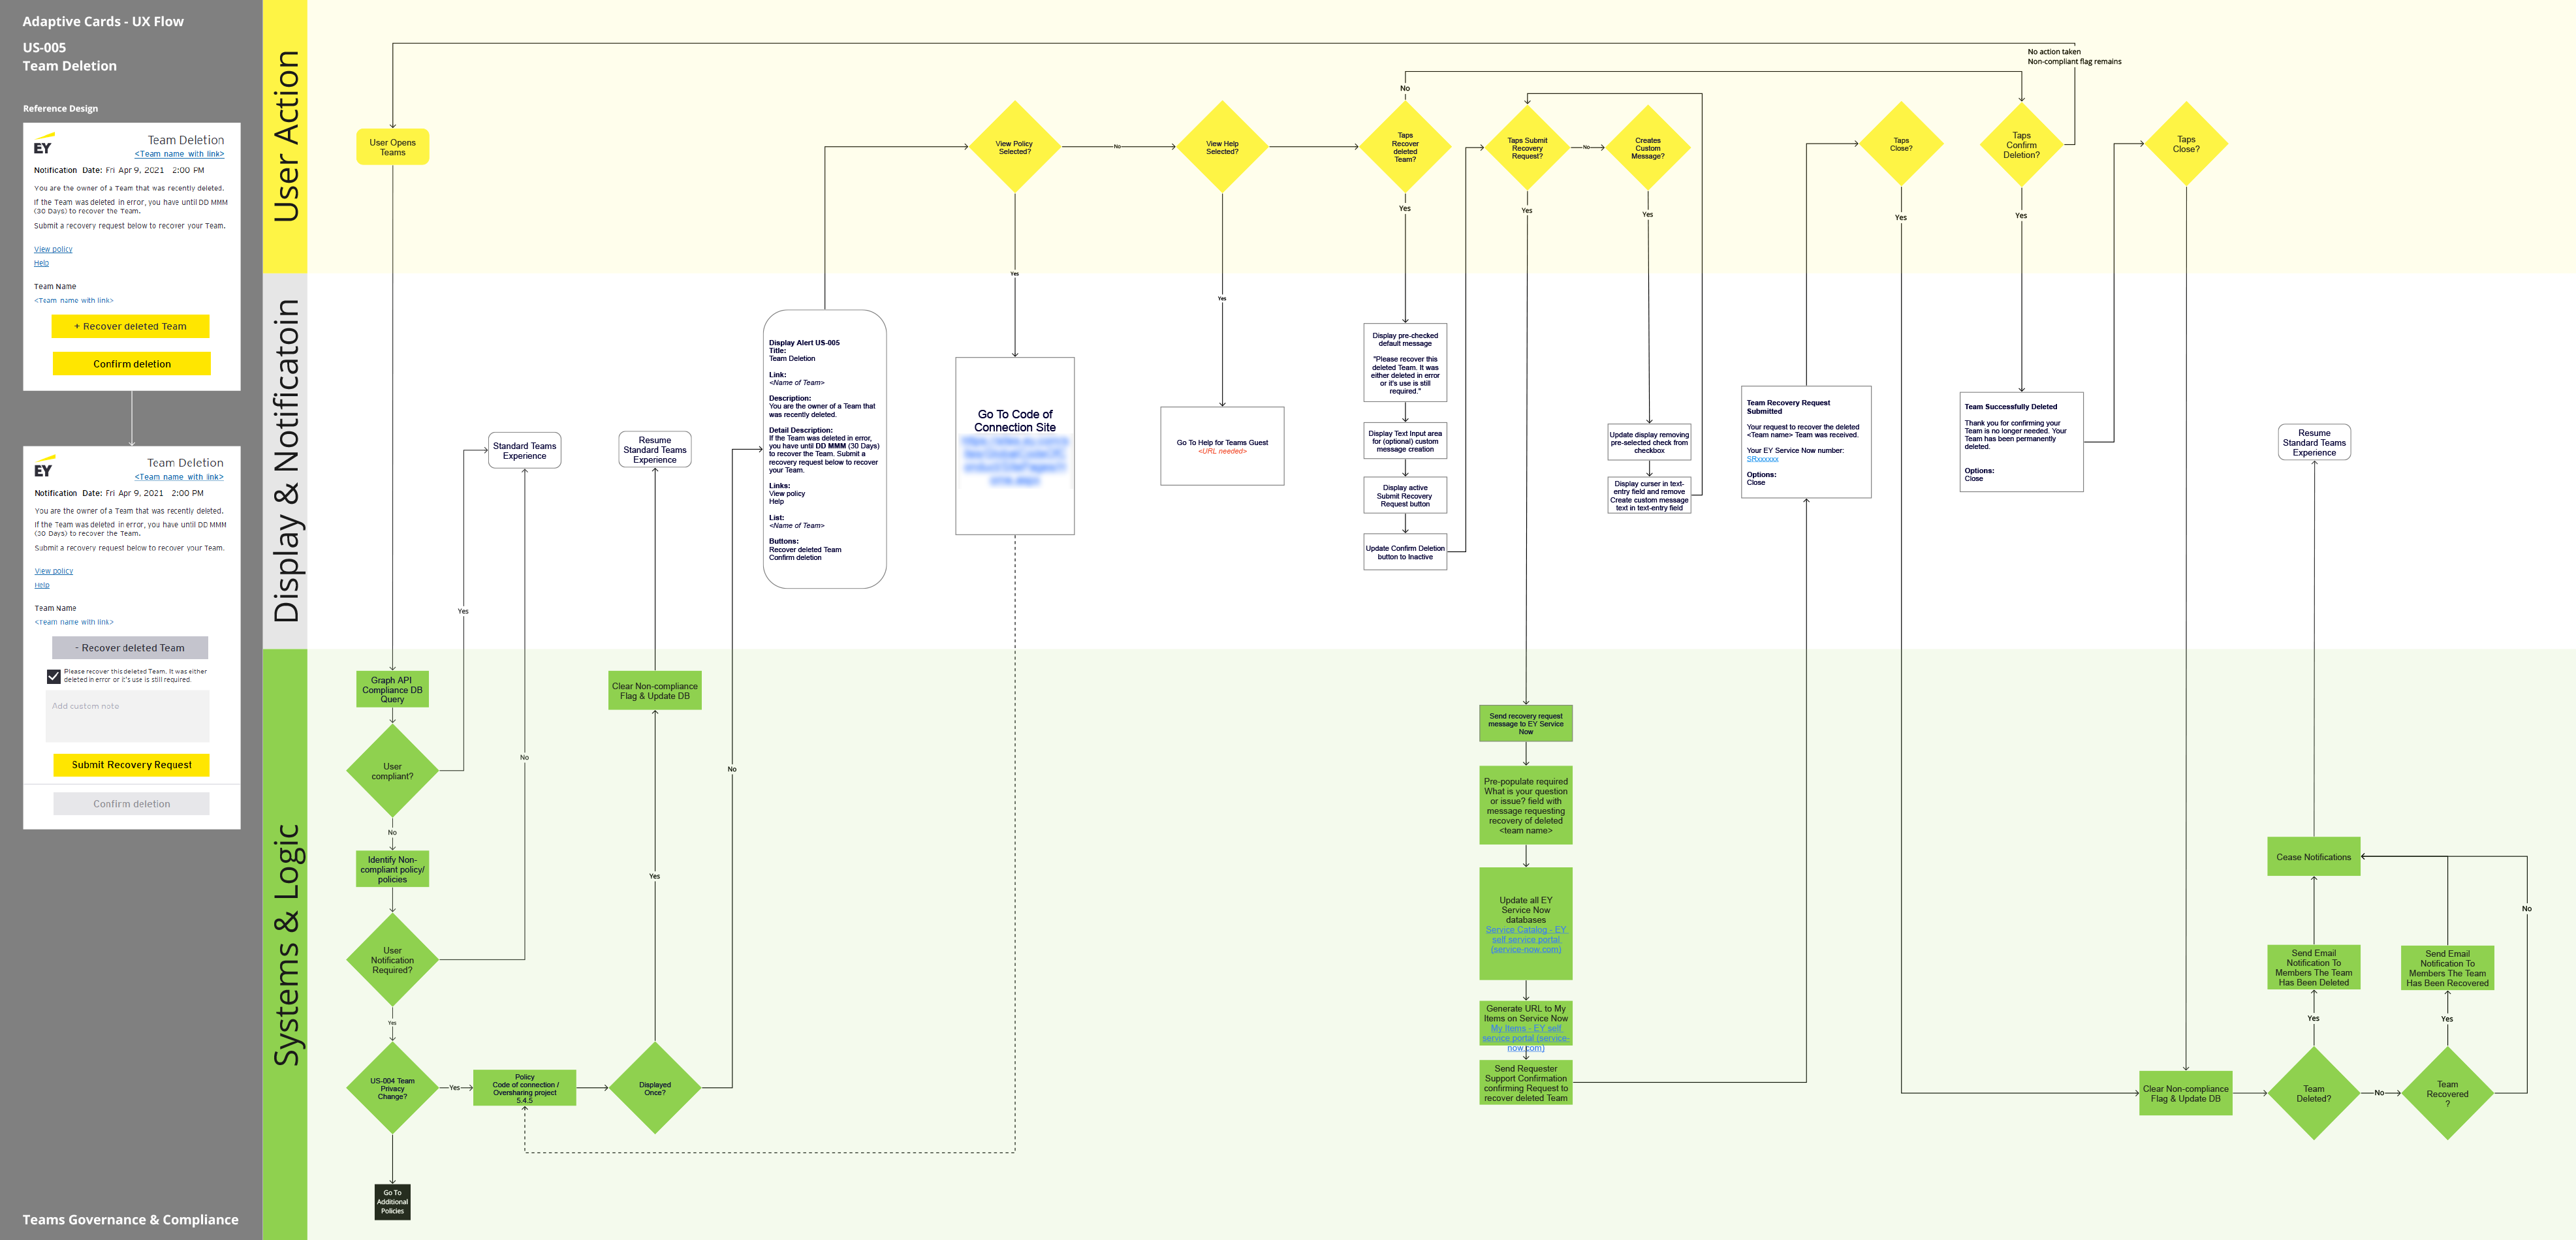 Adaptive Cards - UX Flow
US-005
Team Deletion
Reference Design
EY
Team Deletion
<Team name with link>
Notification Date: Fri Apr 9, 2021 2:00 PM
You are the owner of a Team that was recently deleted.
If the Team was deleted in error, you have until DD MMM
(30 Days) to recover the Team.
Submit a recovery request below to recover your Team.
View policy
Help
Team Name
<Team name with link>
+ Recover deleted Team
Confirm deletion
EY
Team Deletion
<Team name with link>
Notification Date: Fri Apr 9, 2021 2:00 PM
You are the owner of a Team that was recently deleted.
If the Team was deleted in error, you have until DD MMM
(30 Days) to recover the Team.
Submit a recovery request below to recover your Team.
View policy
Help
Team Name
<Team name with link>
- Recover deleted Team
Please recover this deleted Team. It was either
deleted in error or it's use is still required.
Add custom note
Submit Recovery Request
Confirm deletion
Teams Governance & Compliance
User Action
User Opens
Teams
View Policy
Selected?
No
Yes
View Help
Selected?
Yes
Taps
Recover
deleted
Team?
No
Yes
Taps Submit
Recovery
Request?
No
Yes
Creates
Custom
Message?
Yes
Taps
Close?
Yes
Taps
Confirm
Deletion?
Yes
No action taken
Non-compliant flag remains
Taps
Close?
Display & Notificatoin
Standard Teams
Experience
Yes
Resume
Standard Teams
Experience
Display Alert US-005
Title:
Team Deletion
Link:
<Name of Team>
Description:
You are the owner of a Team that
was recently deleted.
Detail Description:
If the Team was deleted in error,
you have until DD MMM (30 Days)
to recover the Team. Submit a
recovery request below to recover
your Team.
Links:
View policy
Help
List:
<Name of Team>
Buttons:
Recover deleted Team
Confirm deletion
Go To Code of
Connection Site
Go To Help for Teams Guest
<URL needed>
Display pre-checked
default message
"Please recover this
deleted Team. It was
either deleted in error
or it's use is still
required."
Display Text Input area
for (optional) custom
message creation
Display active
Submit Recovery
Request button
Update Confirm Deletion
button to Inactive
Update display removing
pre-selected check from
checkbox
Display curser in text-
entry field and remove
Create custom message
text in text-entry field
Team Recovery Request
Submitted
Your request to recover the deleted
<Team name> Team was received.
Your EY Service Now number:
SRxxxxxx
Options:
Close
Team Successfully Deleted
Thank you for confirming your
Team is no longer needed. Your
Team has been permanently
deleted.
Options:
Close
Resume
Standard Teams
Experience
Systems & Logic
Graph API
Compliance DB
Query
User
compliant?
No
Identify Non-
compliant policy/
policies
User
Notification
Required?
No
Yes
US-004 Team
Privacy
Change?
Yes
Go To
Additional
Policies
Policy
Code of connection /
Oversharing project
5.4.5
Displayed
Once?
Yes
No
Clear Non-compliance
Flag & Update DB
Send recovery request
message to EY Service
Now
Pre-populate required
What is your question
or issue? field with
message requesting
recovery of deleted
<team name>
Update all EY
Service Now
databases
Service Catalog - EY
self service portal
(service-now.com)
Generate URL to My
Items on Service Now
My Items - EY self
service portal (service-
now.com)
Send Requester
Support Confirmation
confirming Request to
recover deleted Team
Clear Non-compliance
Flag & Update DB
Team
Deleted?
No
Yes
Team
Recovered
?
Yes
No
Send Email
Notification To
Members The Team
Has Been Deleted
Send Email
Notification To
Members The Team
Has Been Recovered
Cease Notifications